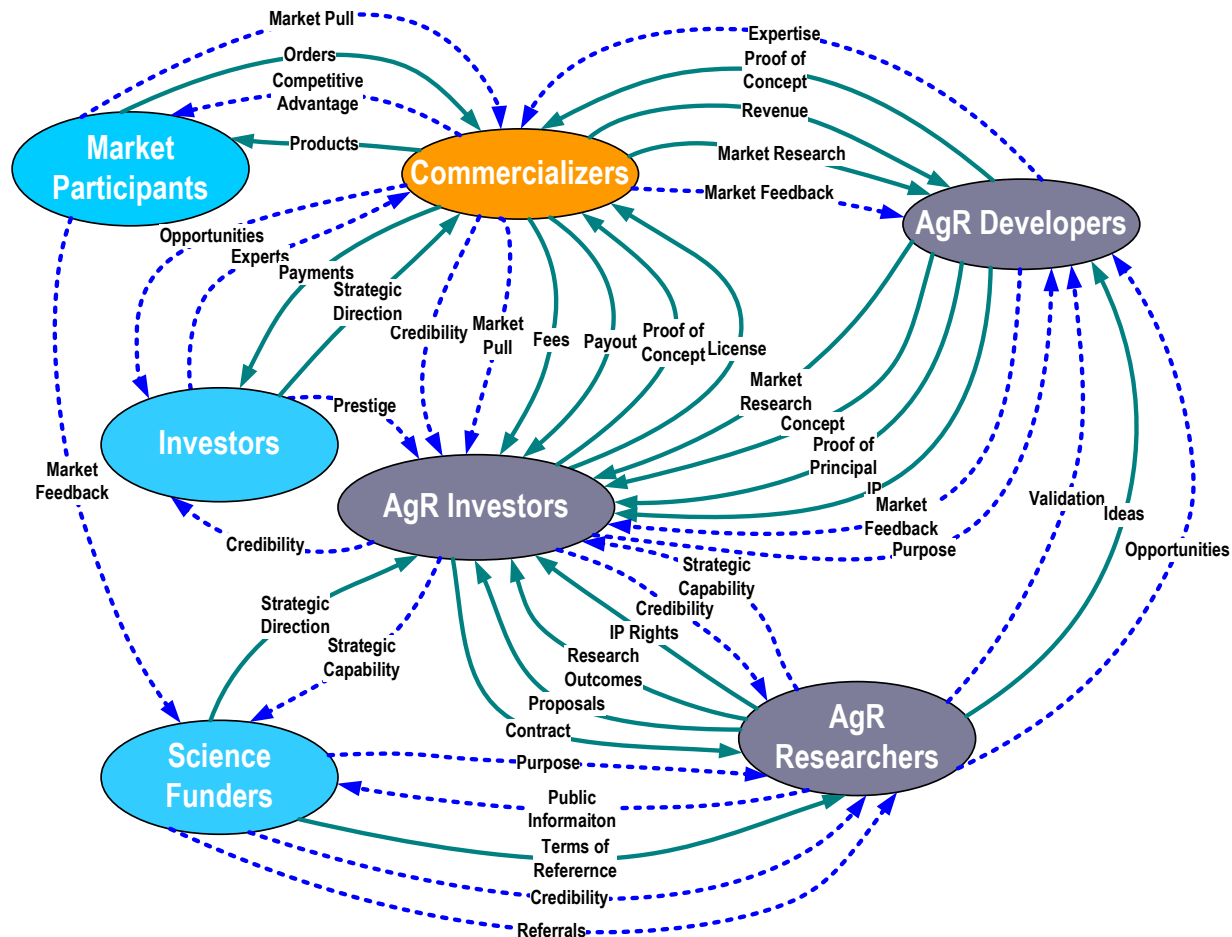 Market Pull
Expertise
Orders
Proof of
Concept
Competitive
Advantage
Revenue
Products
Market
Participants
Commercializers
Market Research
Market Feedback
AgR Developers
Opportunities
Experts
Payments
Strategic
Direction
Credibility
Market
Pull
Fees
Payout
Proof of
Concept
License
Market
Research
Concept
Proof of
Principal
IP
Prestige
Investors
Market
Feedback
AgR Investors
Market
Feedback
Purpose
Validation
Ideas
Opportunities
Credibility
Strategic
Capability
Credibility
Strategic
Direction
Strategic
Capability
IP Rights
Research
Outcomes
Proposals
Contract
AgR
Researchers
Science
Funders
Purpose
Public
Informaiton
Terms of
Referernce
Credibility
Referrals